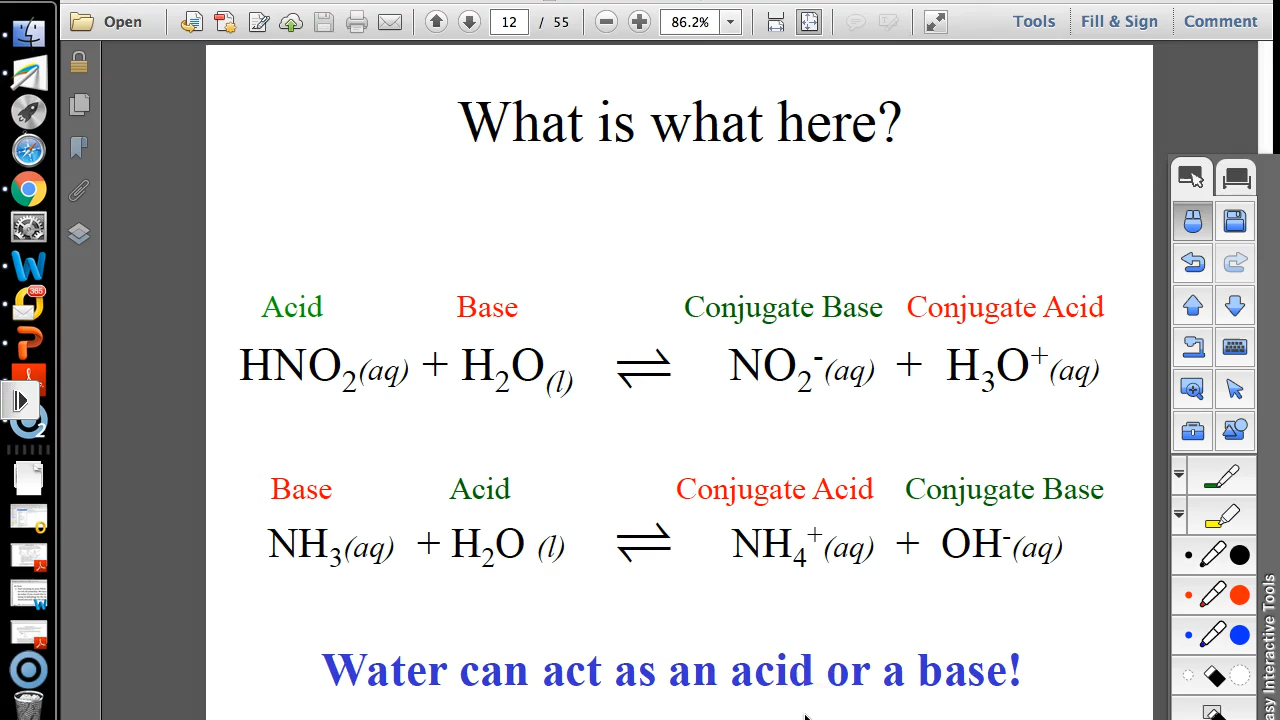 Open 12 / 55 86.2% Tools Fill & Sign Comment
What is what here?
Acid Base Conjugate Base Conjugate Acid
HNO₂(aq) + H₂O(l) ⇌ NO₂⁻(aq) + H₃O⁺(aq)
Base Acid Conjugate Acid Conjugate Base
NH₃(aq) + H₂O (l) ⇌ NH₄⁺(aq) + OH⁻(aq)
Water can act as an acid or a base!
365
2
Easy Interactive Tools